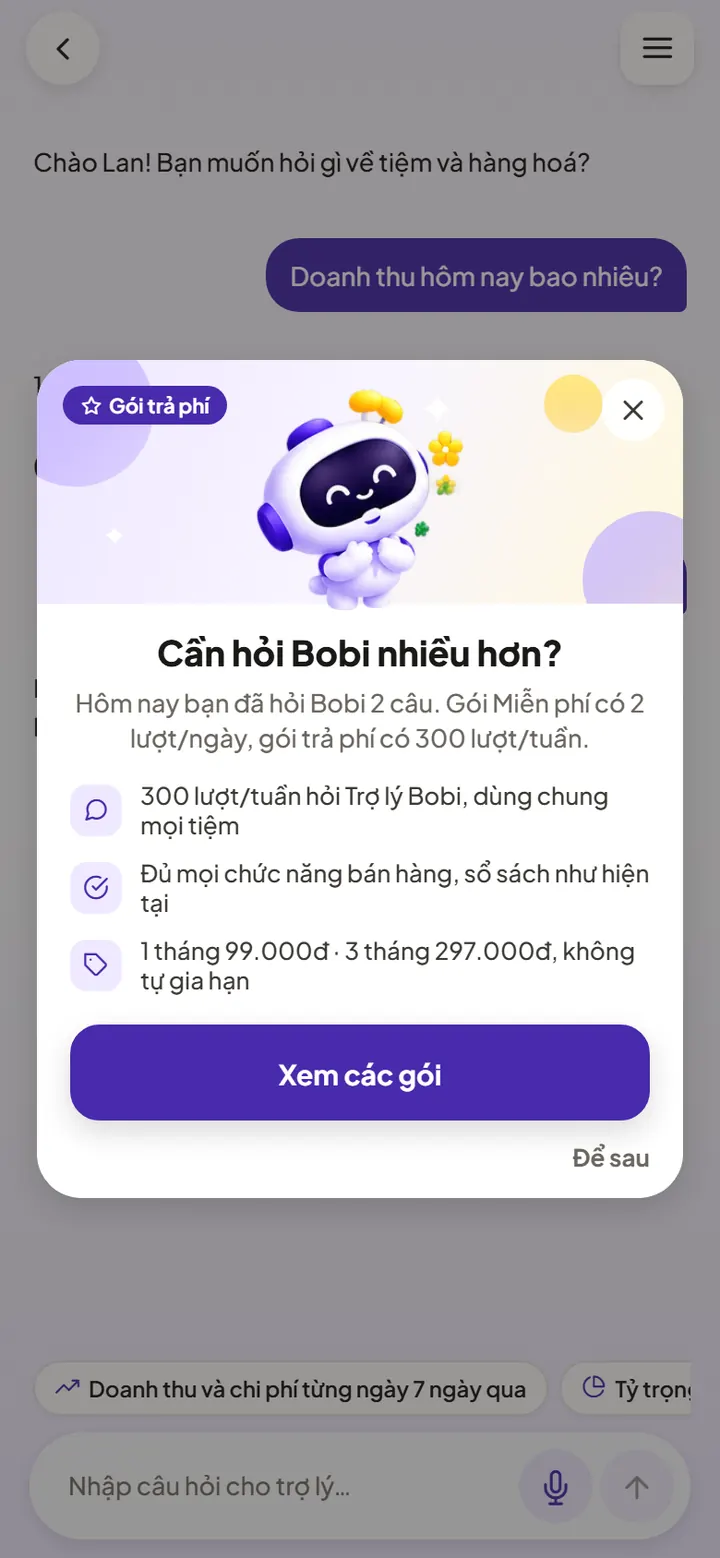 Chào Lan! Bạn muốn hỏi gì về tiệm và hàng hoá?
Doanh thu hôm nay bao nhiêu?
Gói trả phí
Cần hỏi Bobi nhiều hơn?
Hôm nay bạn đã hỏi Bobi 2 câu. Gói Miễn phí có 2
lượt/ngày, gói trả phí có 300 lượt/tuần.
300 lượt/tuần hỏi Trợ lý Bobi, dùng chung
mọi tiệm
Đủ mọi chức năng bán hàng, sổ sách như hiện
tại
1 tháng 99.000đ · 3 tháng 297.000đ, không
tự gia hạn
Xem các gói
Để sau
Doanh thu và chi phí từng ngày 7 ngày qua
Tỷ trọng
Nhập câu hỏi cho trợ lý...